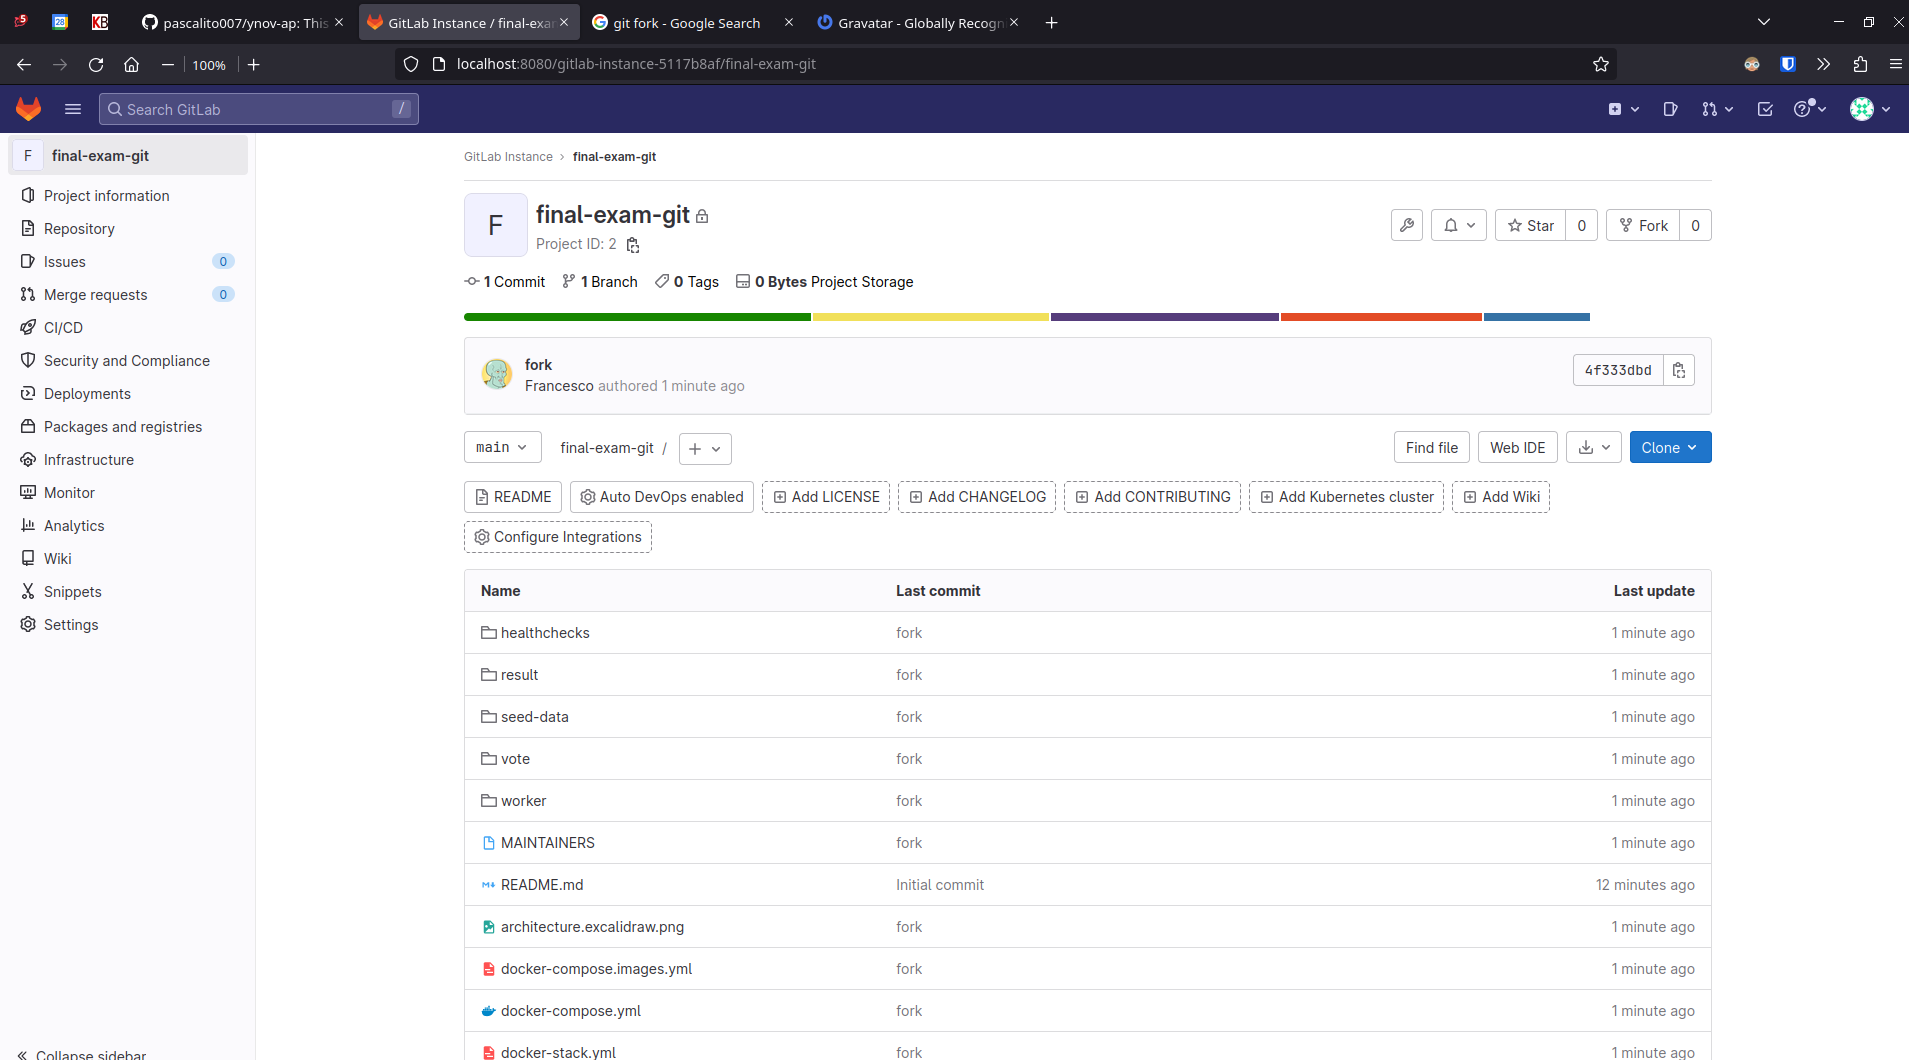 pascalito007/ynov-ap: This
GitLab Instance / final-exan
git fork - Google Search
Gravatar - Globally Recogn
100%
localhost:8080/gitlab-instance-5117b8af/final-exam-git
Search GitLab /
F final-exam-git
Project information
Repository
Issues 0
Merge requests 0
CI/CD
Security and Compliance
Deployments
Packages and registries
Infrastructure
Monitor
Analytics
Wiki
Snippets
Settings
Collapse sidebar
GitLab Instance › final-exam-git
F
final-exam-git
Project ID: 2
Star 0
Fork 0
1 Commit 1 Branch 0 Tags 0 Bytes Project Storage
fork
Francesco authored 1 minute ago
4f333dbd
main final-exam-git / +
Find file Web IDE Clone
README Auto DevOps enabled Add LICENSE Add CHANGELOG Add CONTRIBUTING Add Kubernetes cluster Add Wiki
Configure Integrations
Name Last commit Last update
healthchecks fork 1 minute ago
result fork 1 minute ago
seed-data fork 1 minute ago
vote fork 1 minute ago
worker fork 1 minute ago
MAINTAINERS fork 1 minute ago
README.md Initial commit 12 minutes ago
architecture.excalidraw.png fork 1 minute ago
docker-compose.images.yml fork 1 minute ago
docker-compose.yml fork 1 minute ago
docker-stack.yml fork 1 minute ago